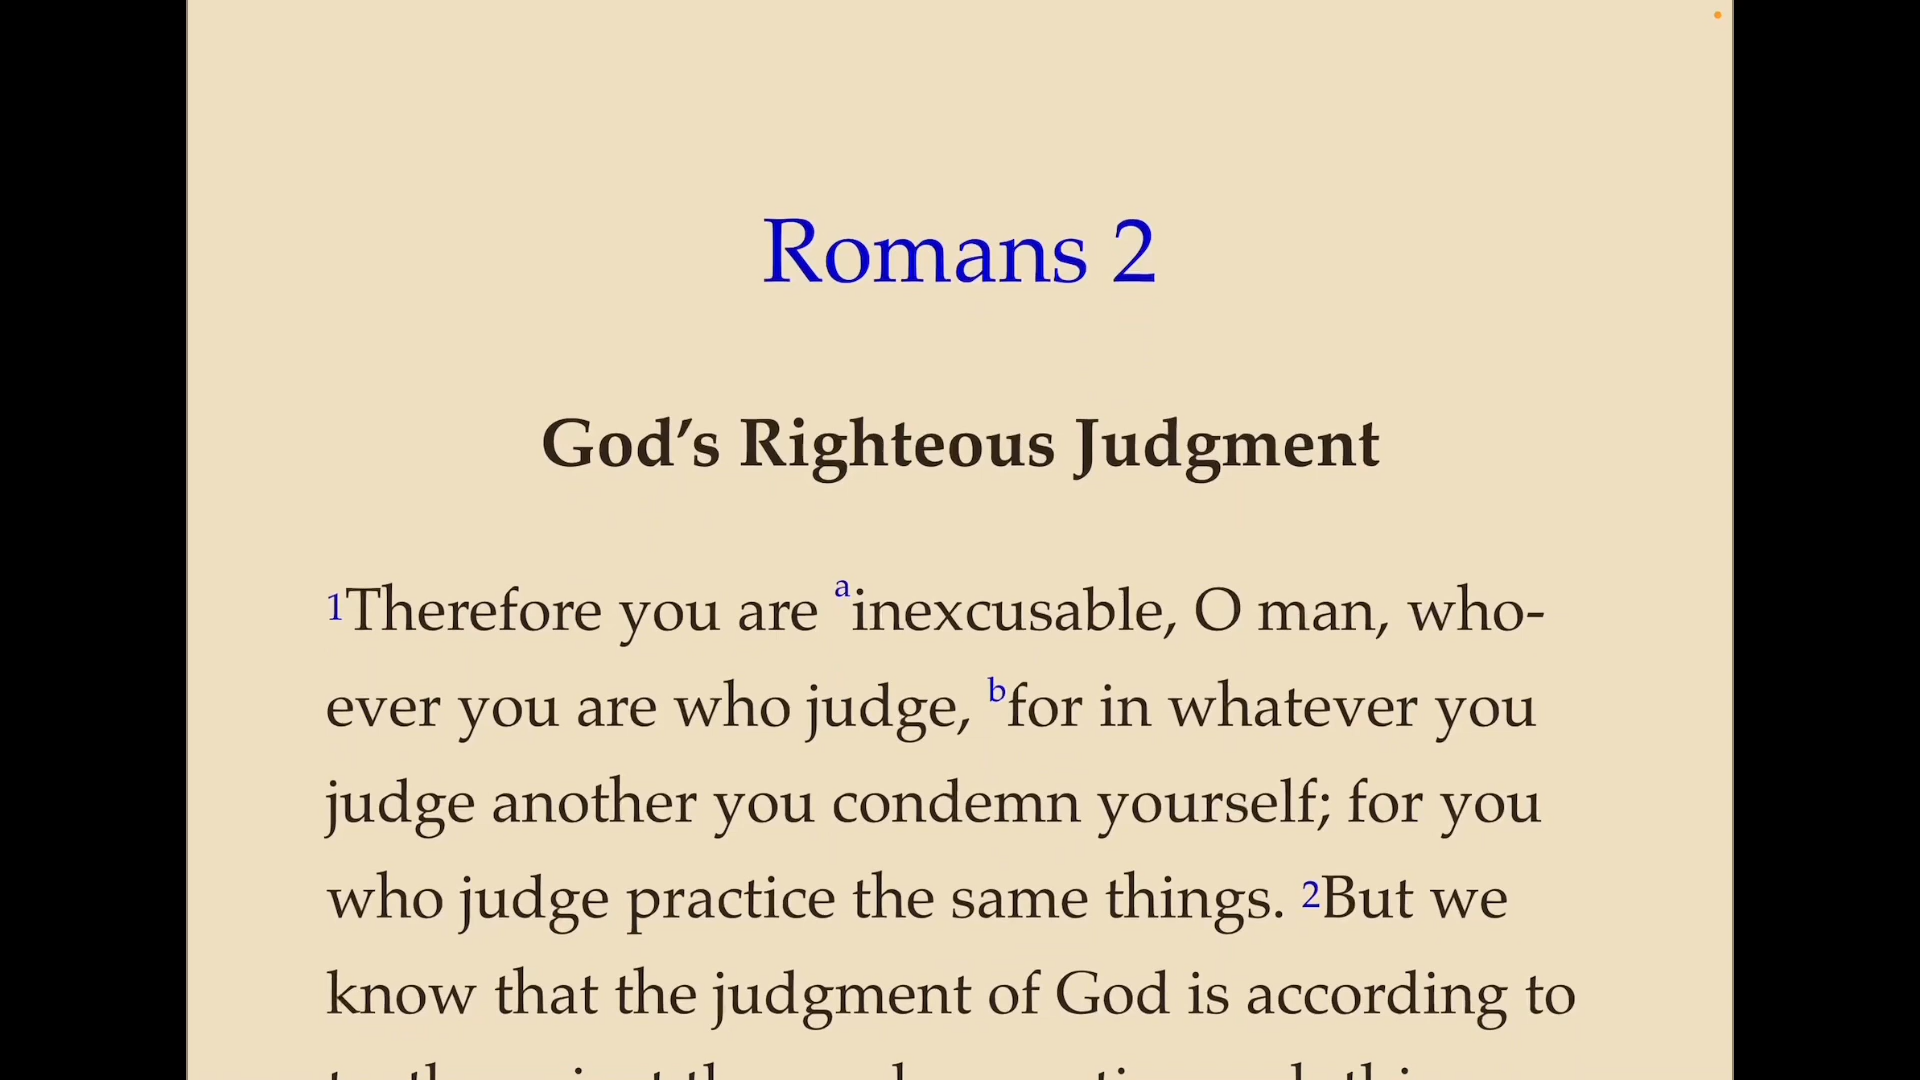 Romans 2
God’s Righteous Judgment
1Therefore you are ainexcusable, O man, who-
ever you are who judge, bfor in whatever you
judge another you condemn yourself; for you
who judge practice the same things. 2But we
know that the judgment of God is according to